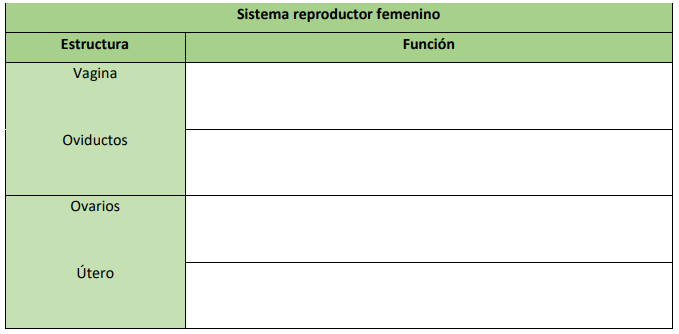 Sistema reproductor femenino
Estructura Función
Vagina
Oviductos
Ovarios
Útero